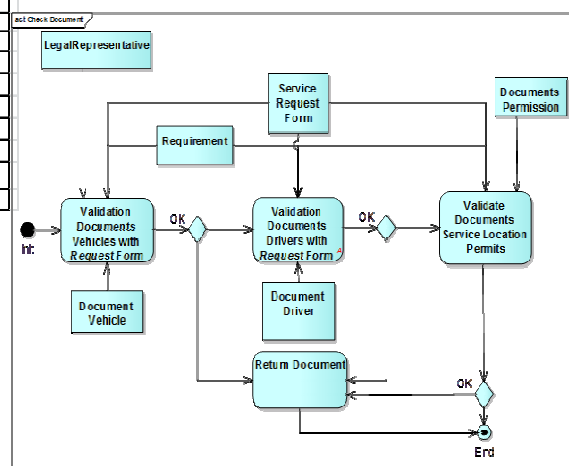 act Check Document
LegalRepresentative
Service
Request
Form
Documents
Permission
Requirement
Validation
Documents
Vehicles with
Request Form
OK
Validation
Documents
Drivers with
Request Form
OK
Validate
Documents
Service Location
Permits
Int
Document
Vehicle
Document
Driver
Return Document
OK
End